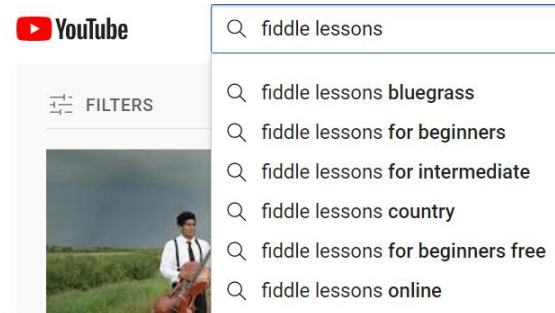 YouTube
fiddle lessons
fiddle lessons bluegrass
FILTERS
fiddle lessons for beginners
fiddle lessons for intermediate
fiddle lessons country
fiddle lessons for beginners free
fiddle lessons online